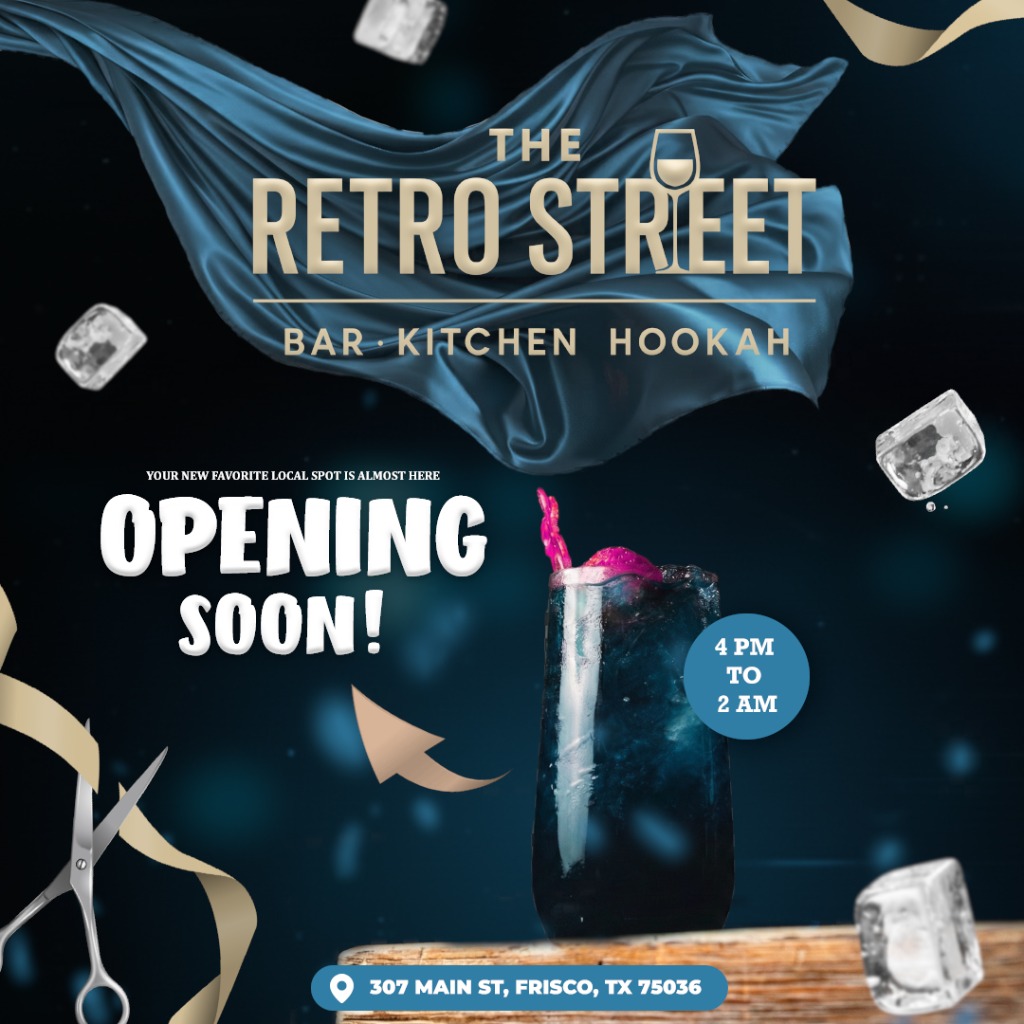 THE
RETRO STREET
BAR · KITCHEN HOOKAH
YOUR NEW FAVORITE LOCAL SPOT IS ALMOST HERE
OPENING
SOON!
4 PM
TO
2 AM
307 MAIN ST, FRISCO, TX 75036